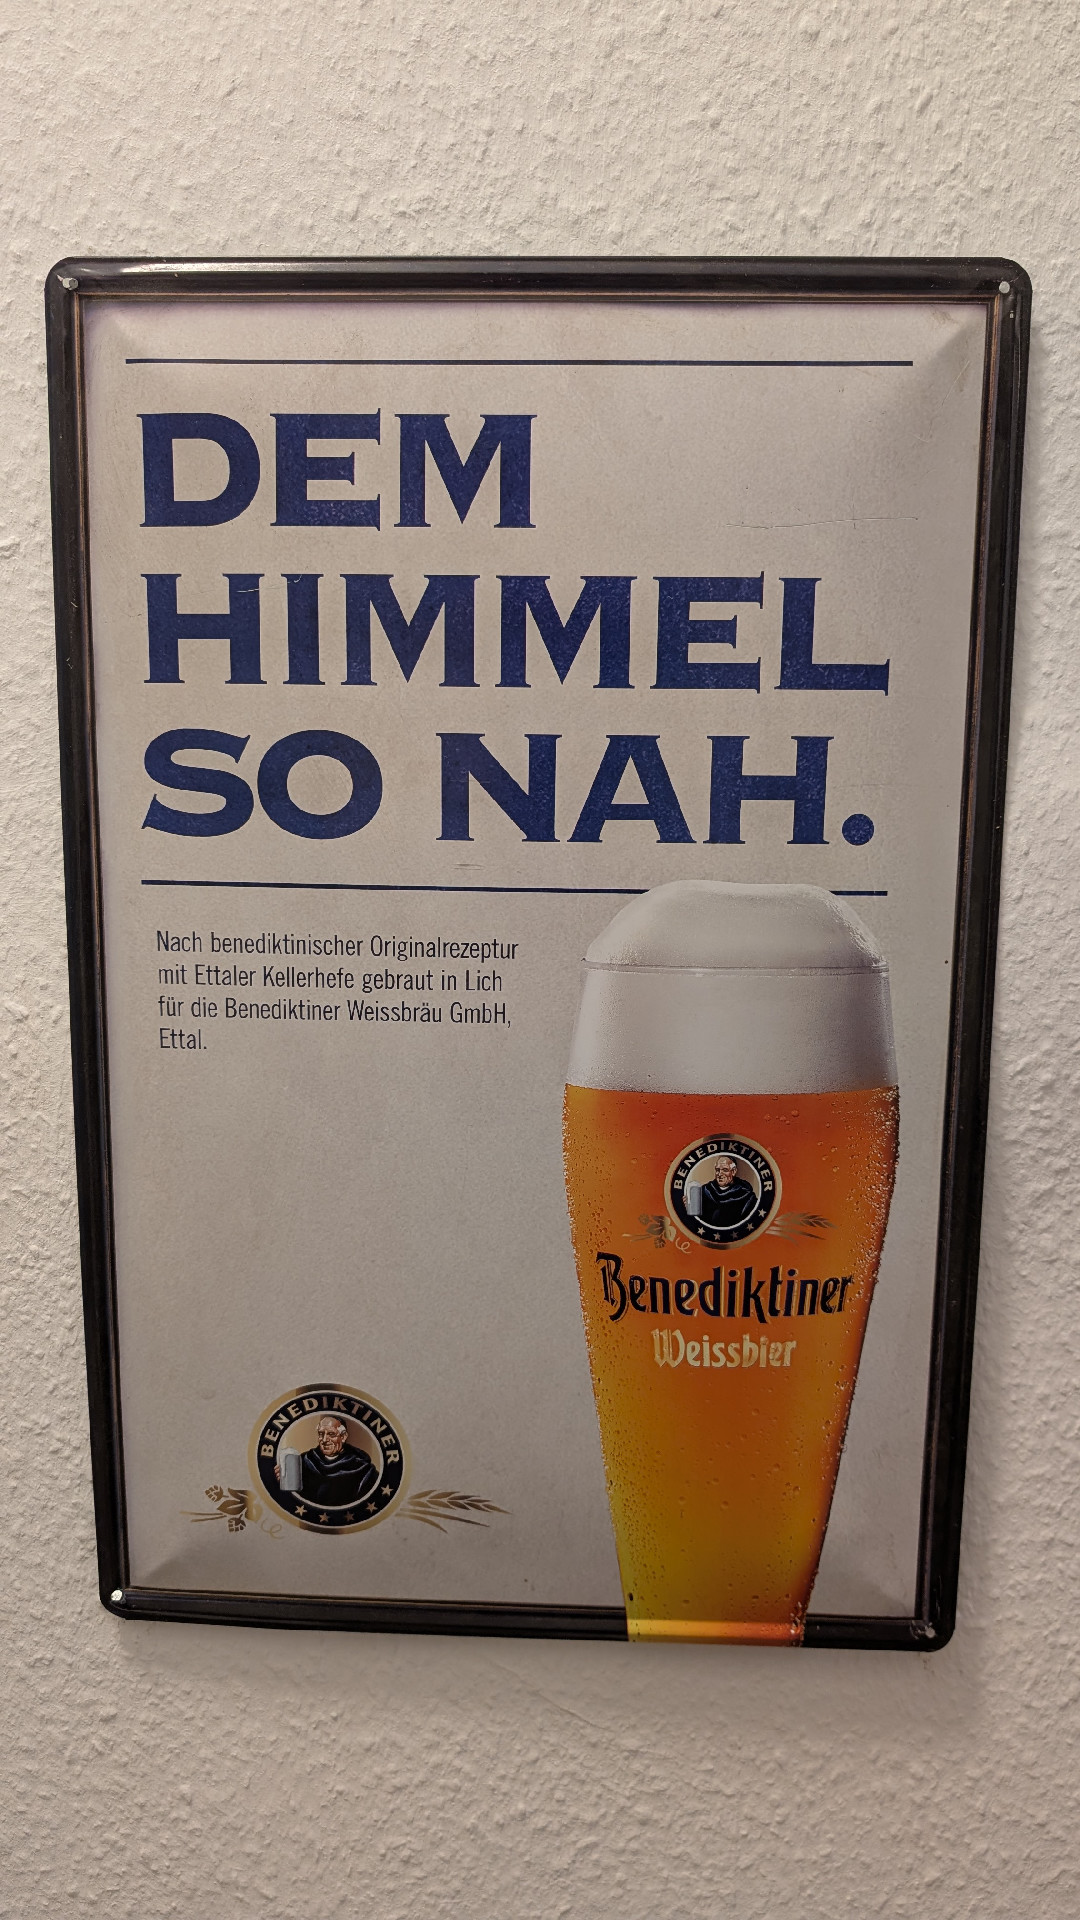 DEM
HIMMEL
SO NAH.
Nach benediktinischer Originalrezeptur
mit Ettaler Kellerhefe gebraut in Lich
für die Benediktiner Weissbräu GmbH,
Ettal.
BENEDIKTINER
Benediktiner
Weissbier
BENEDIKTINER